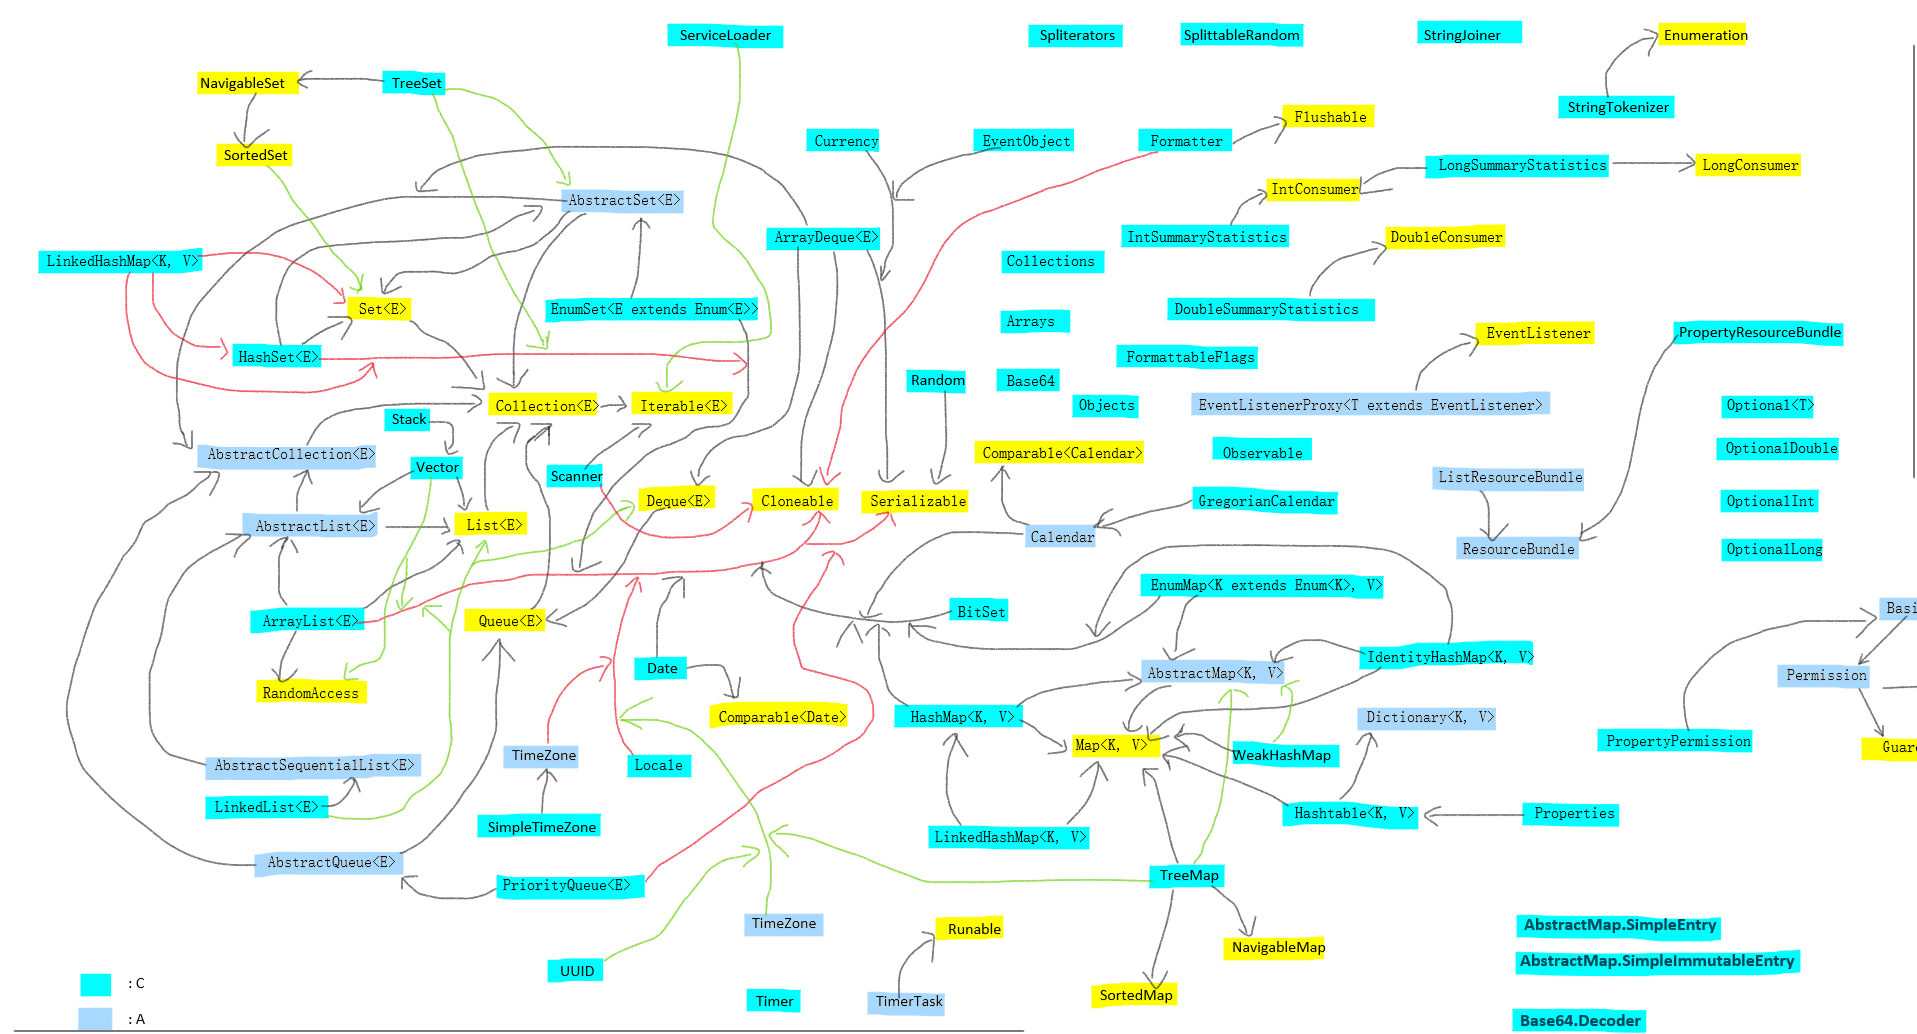 ServiceLoader
Spliterators
SplittableRandom
StringJoiner
Enumeration
NavigableSet
TreeSet
StringTokenizer
Flushable
SortedSet
Currency
EventObject
Formatter
LongSummaryStatistics
LongConsumer
IntConsumer
AbstractSet<E>
ArrayDeque<E>
IntSummaryStatistics
DoubleConsumer
LinkedHashMap<K, V>
Collections
Set<E>
EnumSet<E extends Enum<E>>
DoubleSummaryStatistics
Arrays
EventListener
PropertyResourceBundle
HashSet<E>
FormattableFlags
Random
Base64
Collection<E>
Iterable<E>
Objects
EventListenerProxy<T extends EventListener>
Optional<T>
Stack
AbstractCollection<E>
Comparable<Calendar>
Observable
OptionalDouble
Vector
Scanner
ListResourceBundle
Deque<E>
Cloneable
Serializable
GregorianCalendar
OptionalInt
AbstractList<E>
List<E>
Calendar
ResourceBundle
OptionalLong
EnumMap<K extends Enum<K>, V>
ArrayList<E>
Queue<E>
BitSet
Basi
Date
AbstractMap<K, V>
IdentityHashMap<K, V>
Permission
RandomAccess
Comparable<Date>
HashMap<K, V>
Dictionary<K, V>
TimeZone
Map<K, V>
WeakHashMap
PropertyPermission
Guar
AbstractSequentialList<E>
Locale
LinkedList<E>
SimpleTimeZone
LinkedHashMap<K, V>
Hashtable<K, V>
Properties
AbstractQueue<E>
PriorityQueue<E>
TreeMap
TimeZone
Runable
NavigableMap
AbstractMap.SimpleEntry
UUID
AbstractMap.SimpleImmutableEntry
: C
Timer
TimerTask
SortedMap
: A
Base64.Decoder